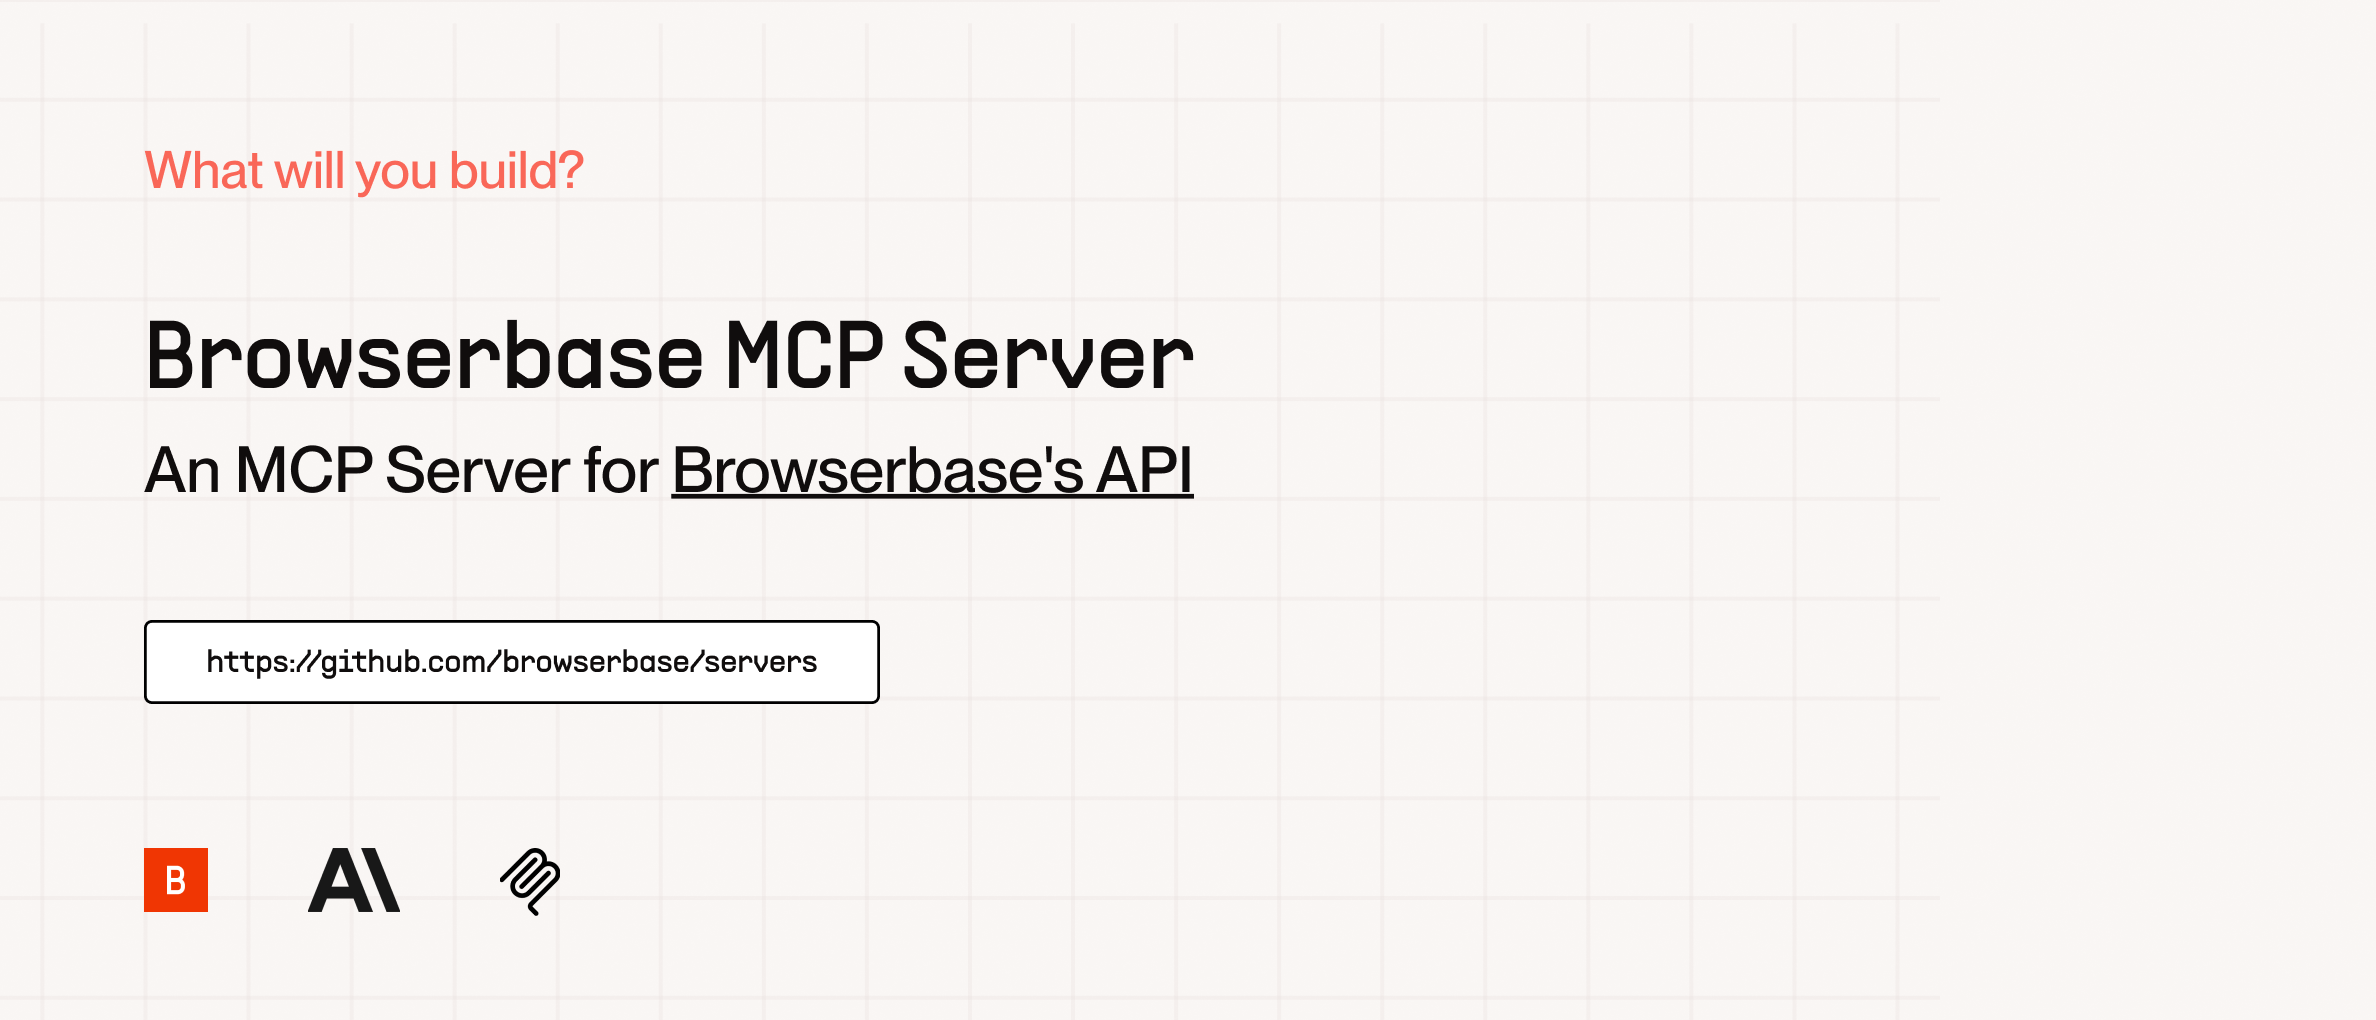 What will you build?
Browserbase MCP Server
An MCP Server for Browserbase's API
https://github.com/browserbase/servers
B
A\